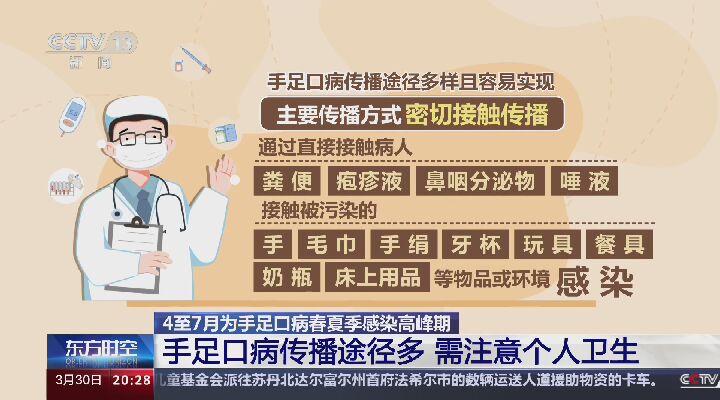 CCTV 13
新闻
手足口病传播途径多样且容易实现
主要传播方式 密切接触传播
通过直接接触病人
粪便 疱疹液 鼻咽分泌物 唾液
接触被污染的
手 毛巾 手绢 牙杯 玩具 餐具
奶瓶 床上用品 等物品或环境 感染
4至7月为手足口病春夏季感染高峰期
东方时空
手足口病传播途径多 需注意个人卫生
3月30日 20:28 儿童基金会派往苏丹北达尔富尔州首府法希尔市的数辆运送人道援助物资的卡车。 CCTV